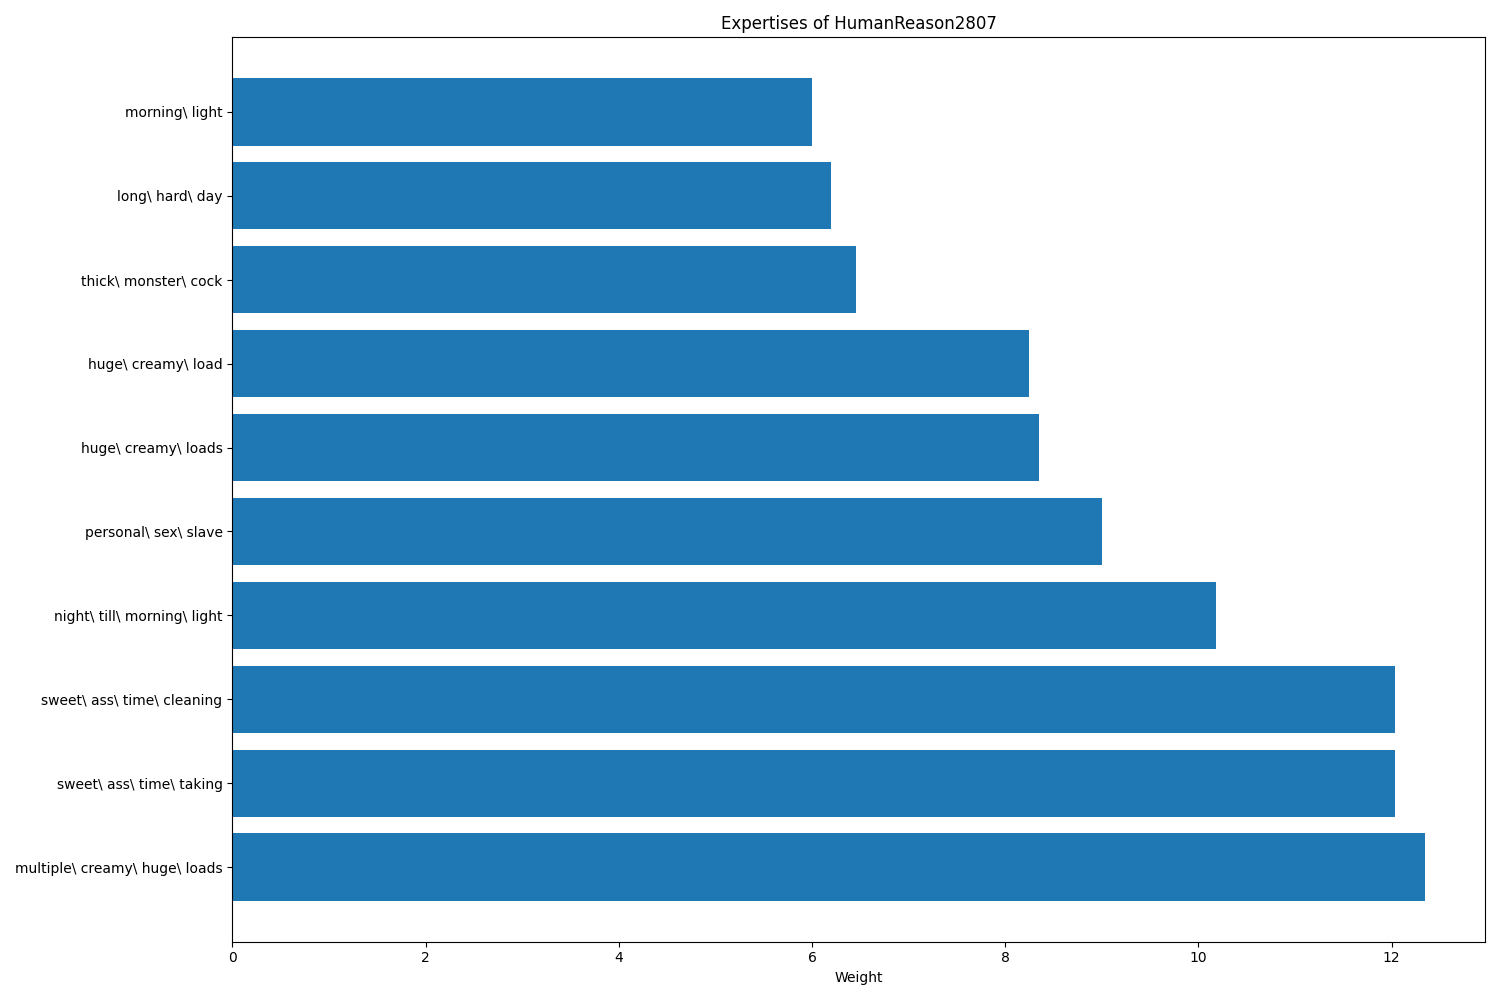 Expertises of HumanReason2807
morning\ light
long\ hard\ day
thick\ monster\ cock
huge\ creamy\ load
huge\ creamy\ loads
personal\ sex\ slave
night\ till\ morning\ light
sweet\ ass\ time\ cleaning
sweet\ ass\ time\ taking
multiple\ creamy\ huge\ loads
0 2 4 6 8 10 12
Weight